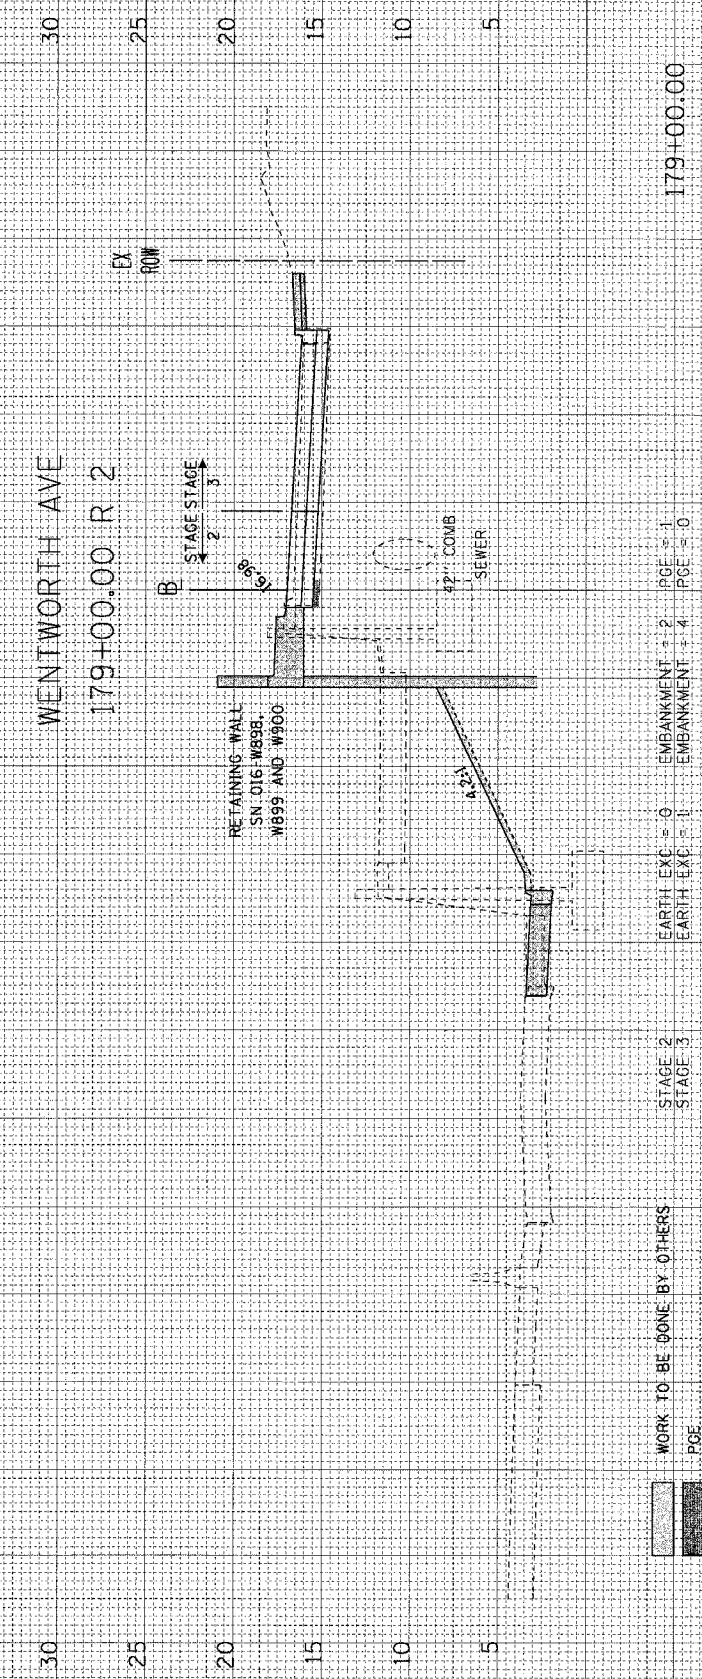 WENTWORTH AVE
179+00.00 R 2
30
25
20
15
10
5
30
25
20
15
10
5
B
STAGE STAGE
2 3
16.98
EX
ROW
RETAINING WALL
SN 016-W898,
W899 AND W900
42" COMB
SEWER
4.2:1
179+00.00
WORK TO BE DONE BY OTHERS
PGE
STAGE 2 EARTH EXC = 0 EMBANKMENT = 2 PGE = 1
STAGE 3 EARTH EXC = 1 EMBANKMENT = 4 PGE = 0